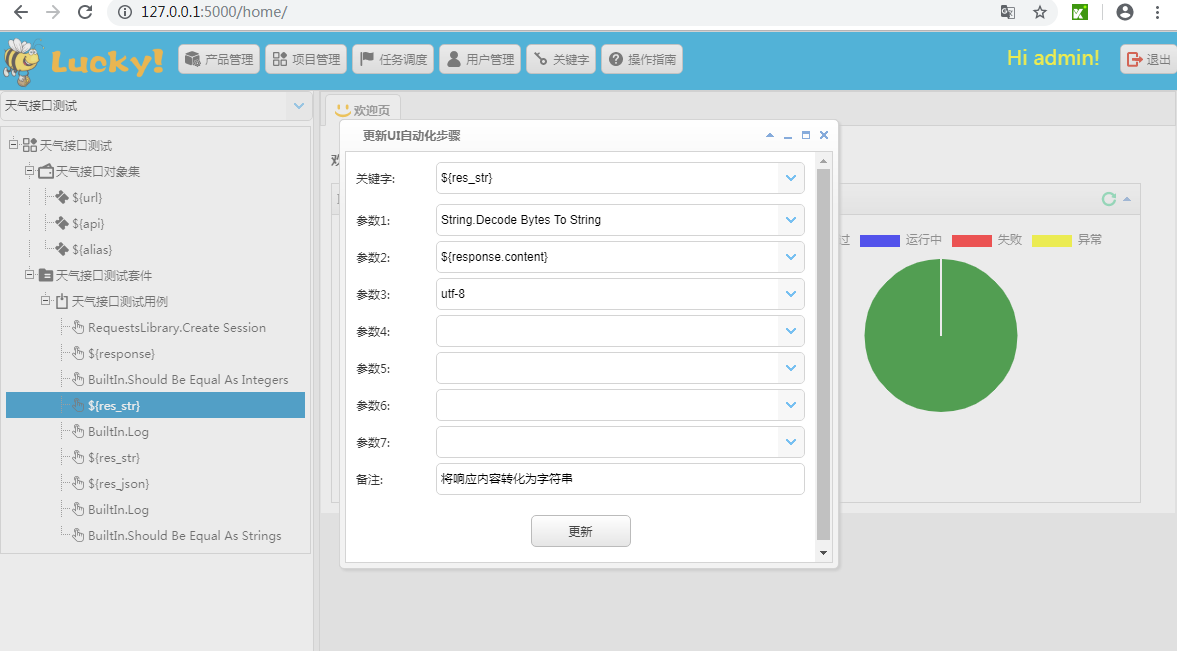 127.0.0.1:5000/home/
Lucky!
产品管理
项目管理
任务调度
用户管理
关键字
操作指南
Hi admin!
退出
天气接口测试
欢迎页
天气接口测试
天气接口对象集
${url}
${api}
${alias}
天气接口测试套件
天气接口测试用例
RequestsLibrary.Create Session
${response}
BuiltIn.Should Be Equal As Integers
${res_str}
BuiltIn.Log
${res_str}
${res_json}
BuiltIn.Log
BuiltIn.Should Be Equal As Strings
更新UI自动化步骤
关键字: ${res_str}
参数1: String.Decode Bytes To String
参数2: ${response.content}
参数3: utf-8
参数4:
参数5:
参数6:
参数7:
备注: 将响应内容转化为字符串
更新
过
运行中
失败
异常